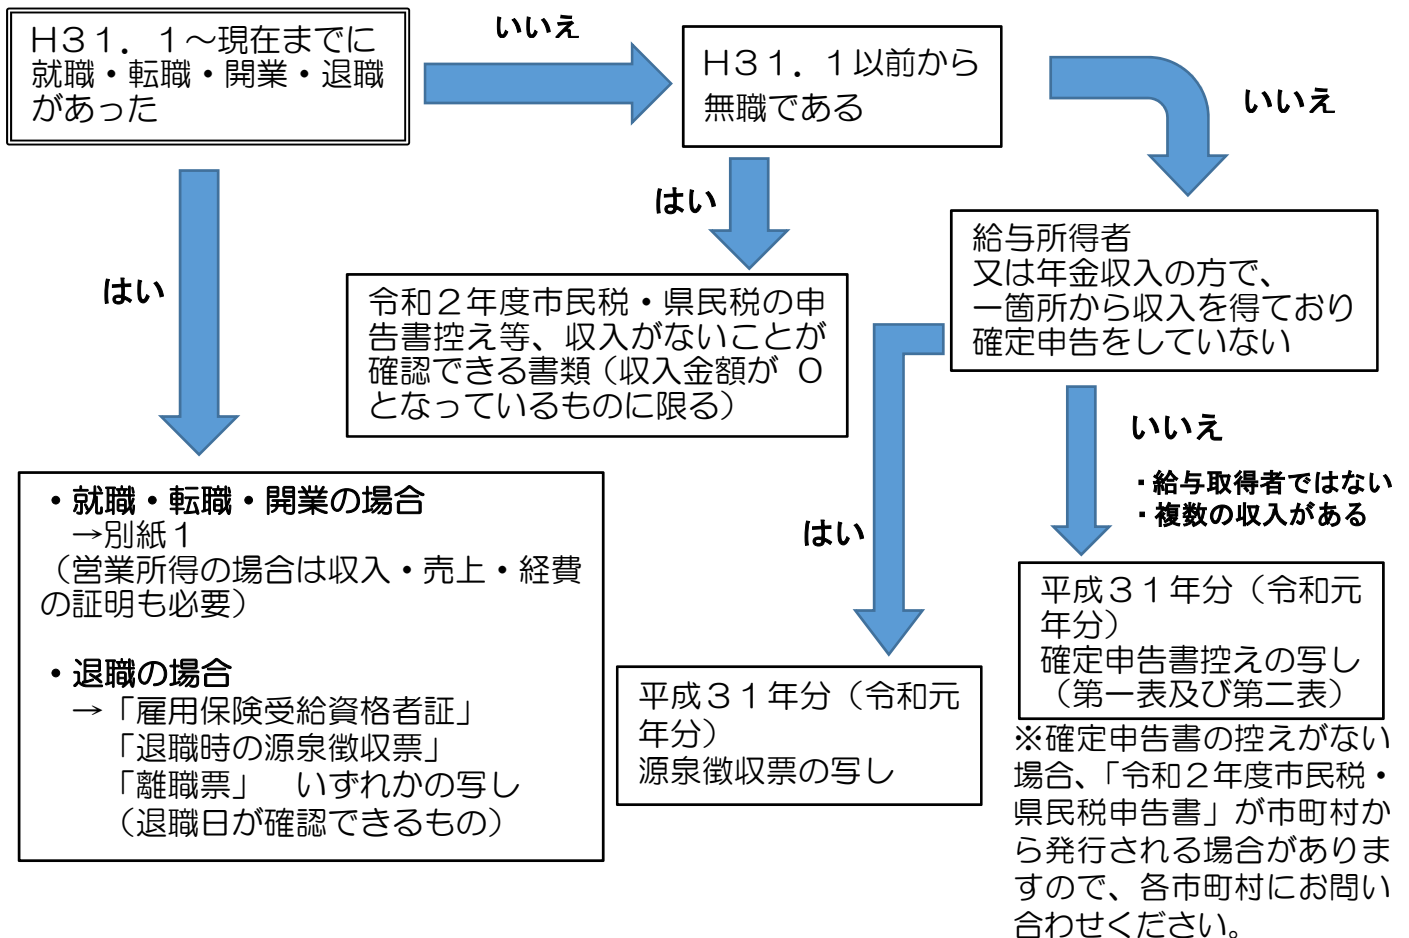 H31．1～現在までに
就職・転職・開業・退職
があった
いいえ
H31．1以前から
無職である
いいえ
はい
はい
給与所得者
又は年金収入の方で、
一箇所から収入を得ており
確定申告をしていない
令和2年度市民税・県民税の申
告書控え等、収入がないことが
確認できる書類（収入金額が 0
となっているものに限る）
いいえ
・給与取得者ではない
・複数の収入がある
はい
・就職・転職・開業の場合
→別紙1
（営業所得の場合は収入・売上・経費
の証明も必要）
・退職の場合
→「雇用保険受給資格者証」
「退職時の源泉徴収票」
「離職票」　いずれかの写し
（退職日が確認できるもの）
平成31年分（令和元
年分）
源泉徴収票の写し
平成31年分（令和元
年分）
確定申告書控えの写し
（第一表及び第二表）
※確定申告書の控えがない
場合、「令和2年度市民税・
県民税申告書」が市町村か
ら発行される場合がありま
すので、各市町村にお問い
合わせください。